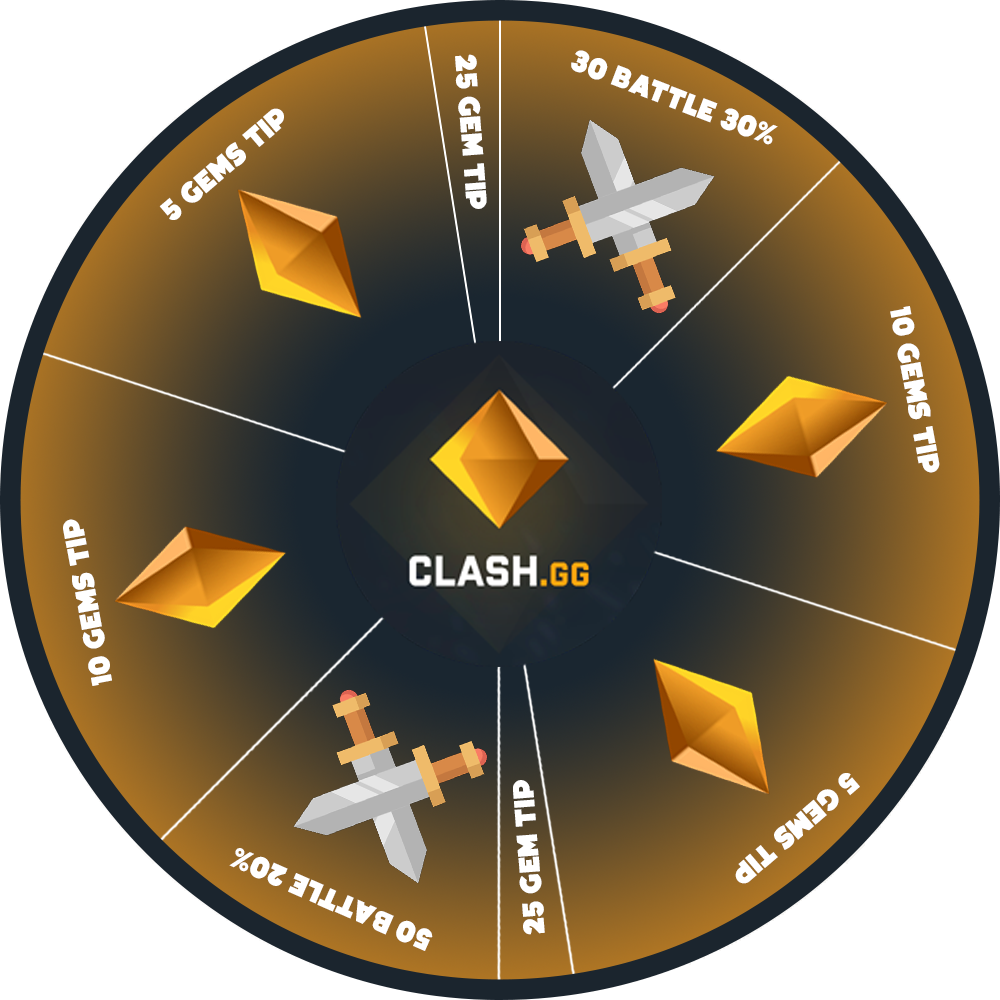 30 BATTLE 30%
10 GEMS TIP
5 GEMS TIP
25 GEM TIP
50 BATTLE 20%
10 GEMS TIP
5 GEMS TIP
25 GEM TIP
CLASH.GG